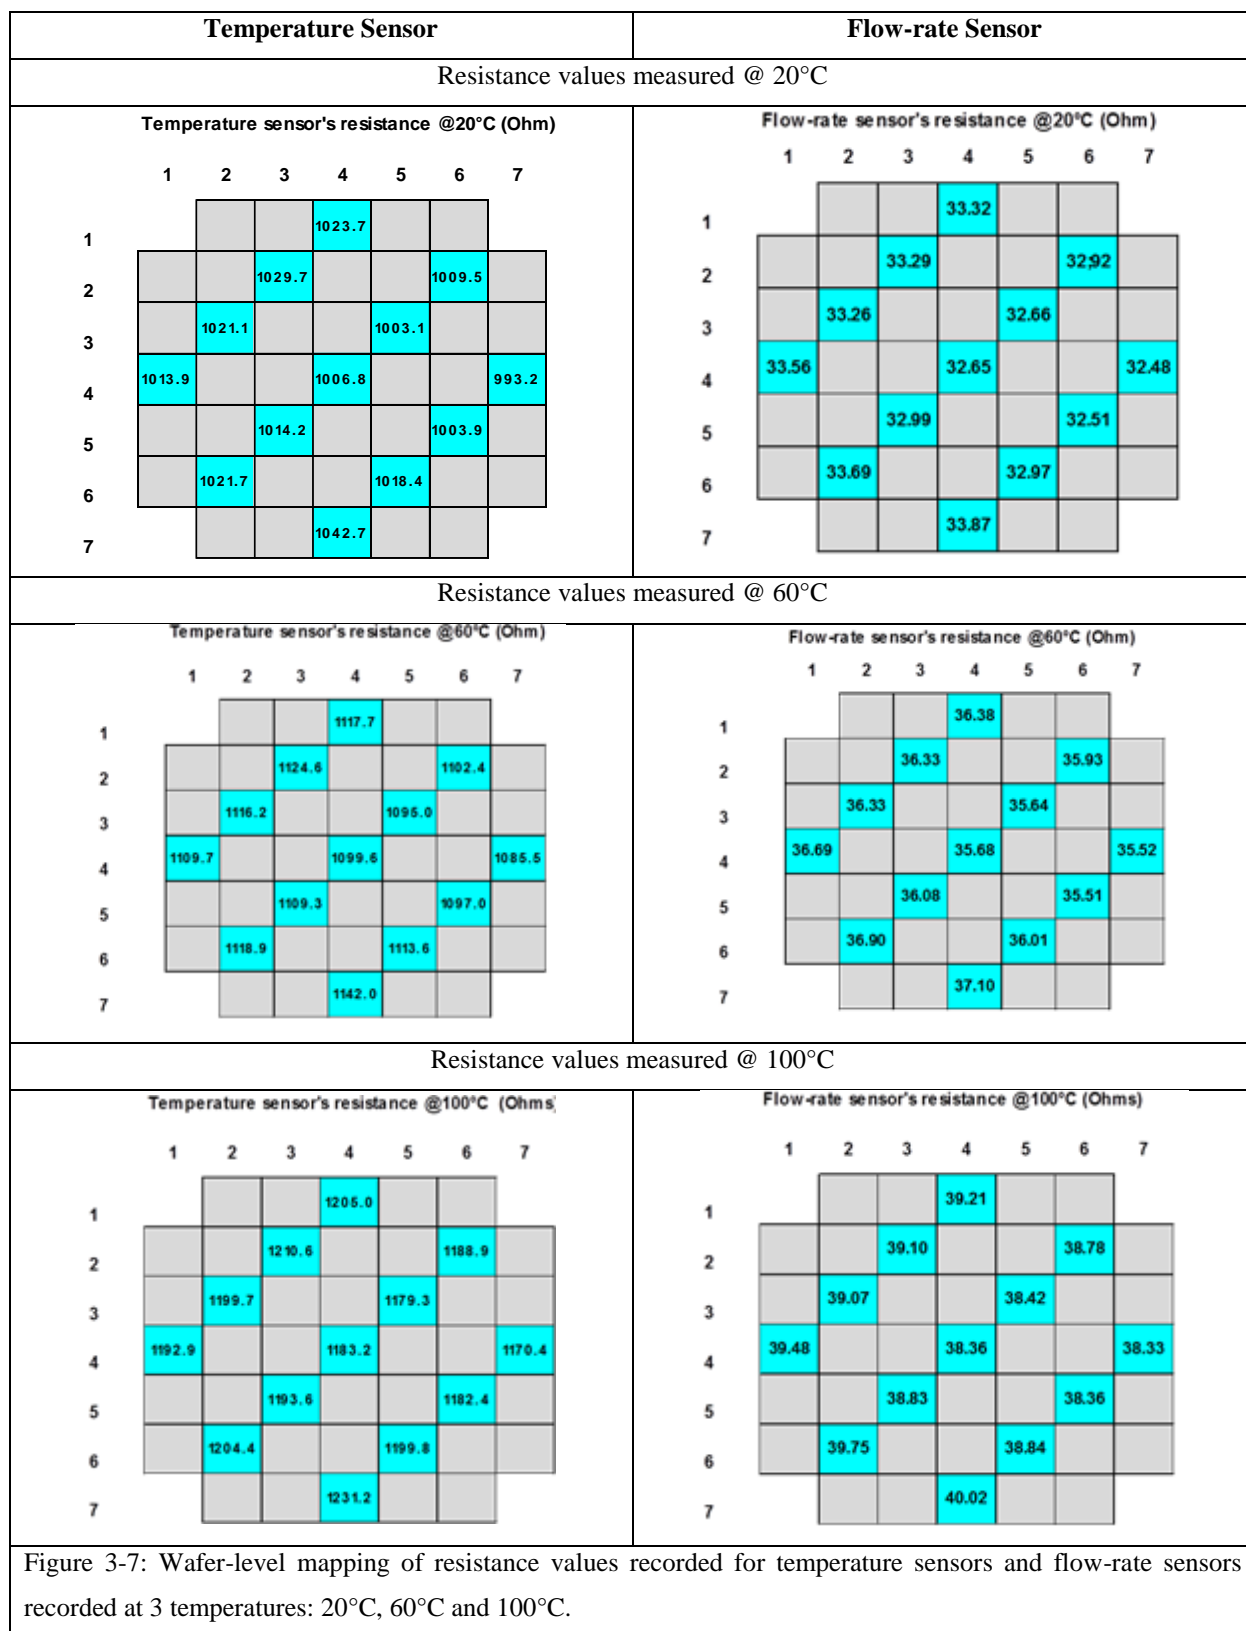 Temperature Sensor
Flow-rate Sensor
Resistance values measured @ 20°C
Temperature sensor's resistance @20°C (Ohm)
1 2 3 4 5 6 7
1 1023.7
2 1029.7 1009.5
3 1021.1 1003.1
4 1013.9 1006.8 993.2
5 1014.2 1003.9
6 1021.7 1018.4
7 1042.7
Flow-rate sensor's resistance @20°C (Ohm)
1 2 3 4 5 6 7
1 33.32
2 33.29 32,92
3 33.26 32.66
4 33.56 32.65 32.48
5 32.99 32.51
6 33.69 32.97
7 33.87
Resistance values measured @ 60°C
Temperature sensor's resistance @60°C (Ohm)
1 2 3 4 5 6 7
1 1117.7
2 1124.6 1102.4
3 1116.2 1095.0
4 1109.7 1099.6 1085.5
5 1109.3 1097.0
6 1118.9 1113.6
7 1142.0
Flow-rate sensor's resistance @60°C (Ohm)
1 2 3 4 5 6 7
1 36.38
2 36.33 35.93
3 36.33 35.64
4 36.69 35.68 35.52
5 36.08 35.51
6 36.90 36.01
7 37.10
Resistance values measured @ 100°C
Temperature sensor's resistance @100°C (Ohms)
1 2 3 4 5 6 7
1 1205.0
2 1210.6 1188.9
3 1199.7 1179.3
4 1192.9 1183.2 1170.4
5 1193.6 1182.4
6 1204.4 1199.8
7 1231.2
Flow-rate sensor's resistance @100°C (Ohms)
1 2 3 4 5 6 7
1 39.21
2 39.10 38.78
3 39.07 38.42
4 39.48 38.36 38.33
5 38.83 38.36
6 39.75 38.84
7 40.02
Figure 3-7: Wafer-level mapping of resistance values recorded for temperature sensors and flow-rate sensors
recorded at 3 temperatures: 20°C, 60°C and 100°C.